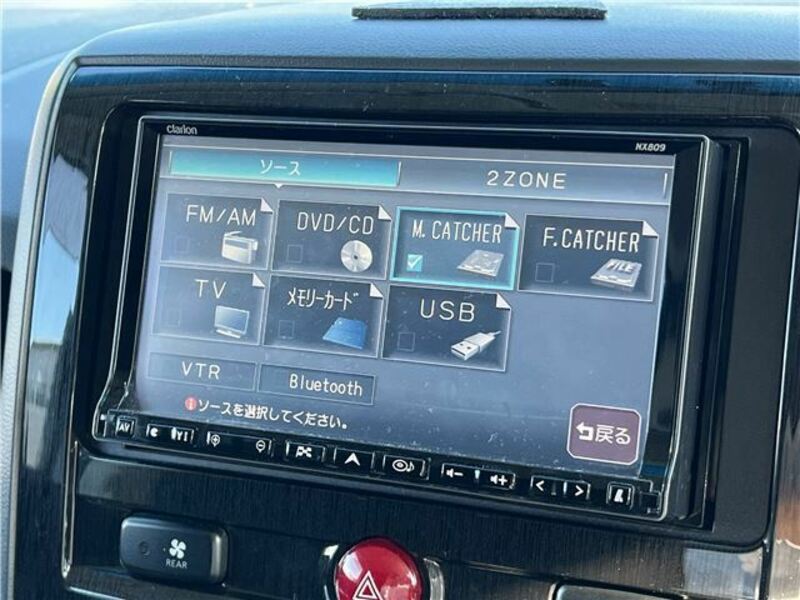 clarion
NX809
ソース
2ZONE
FM/AM
DVD/CD
M. CATCHER
F.CATCHER
FILE
TV
メモリーカード
USB
VTR
Bluetooth
ソースを選択してください。
戻る
AV
REAR